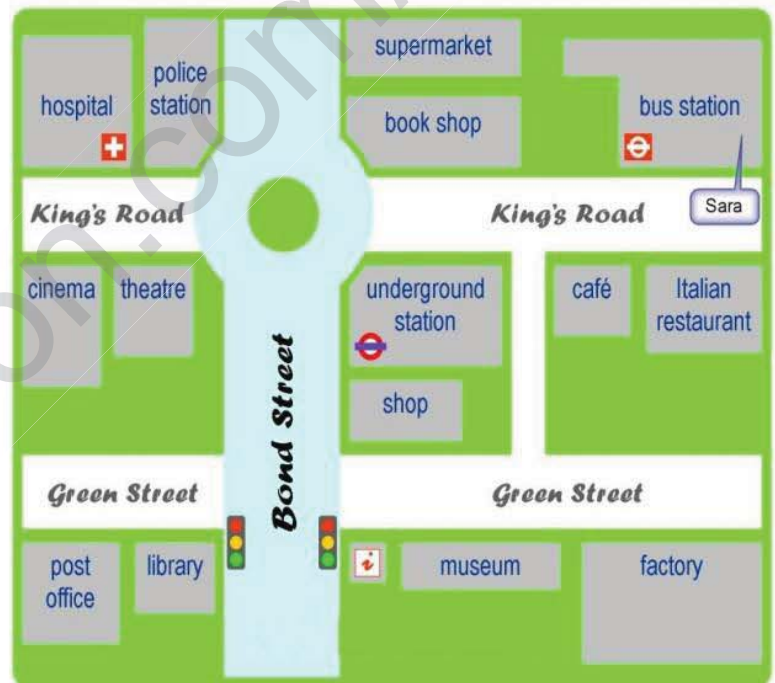 supermarket
police
station
hospital
book shop
bus station
King's Road
King's Road
Sara
cinema
theatre
underground
station
café
Italian
restaurant
shop
Bond Street
Green Street
Green Street
post
office
library
i
museum
factory